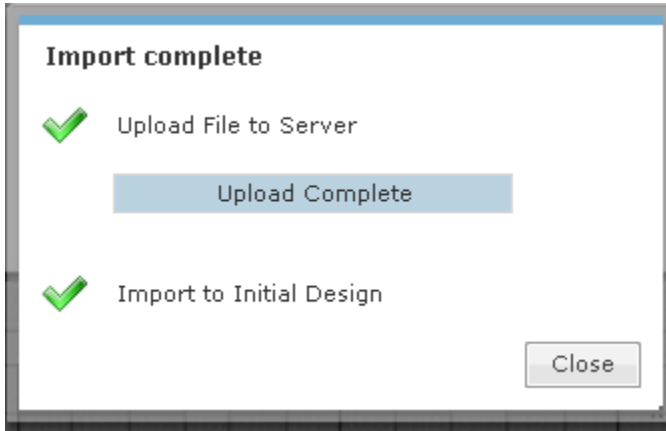 Import complete
Upload File to Server
Upload Complete
Import to Initial Design
Close